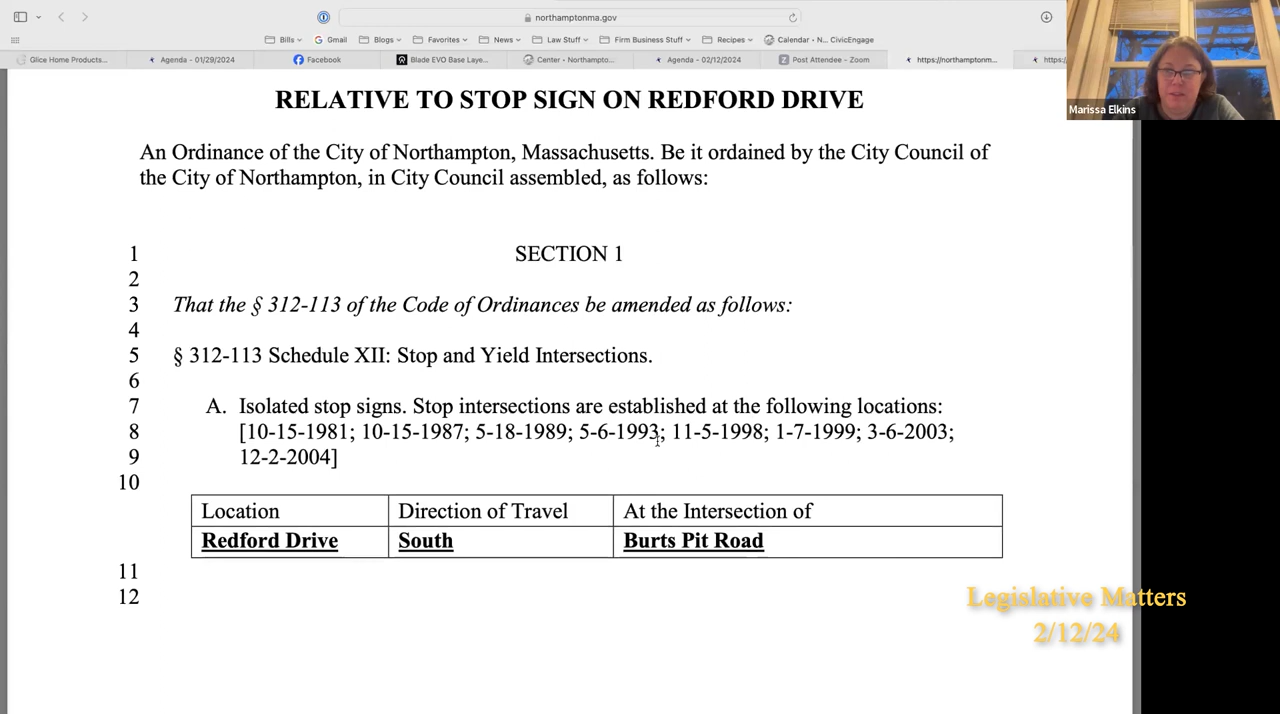 northamptonma.gov
Bills
Gmail
Blogs
Favorites
News
Law Stuff
Firm Business Stuff
Recipes
Calendar • N... CivicEngage
Glice Home Products...
Agenda - 01/29/2024
Facebook
Blade EVO Base Laye...
Center • Northampto...
Agenda - 02/12/2024
Post Attendee - Zoom
https://northamptonm...
https:/
Marissa Elkins
RELATIVE TO STOP SIGN ON REDFORD DRIVE
An Ordinance of the City of Northampton, Massachusetts. Be it ordained by the City Council of
the City of Northampton, in City Council assembled, as follows:
1 SECTION 1
2
3 That the § 312-113 of the Code of Ordinances be amended as follows:
4
5 § 312-113 Schedule XII: Stop and Yield Intersections.
6
7 A. Isolated stop signs. Stop intersections are established at the following locations:
8 [10-15-1981; 10-15-1987; 5-18-1989; 5-6-1993; 11-5-1998; 1-7-1999; 3-6-2003;
9 12-2-2004]
10
Location Direction of Travel At the Intersection of
Redford Drive South Burts Pit Road
11
12
Legislative Matters
2/12/24